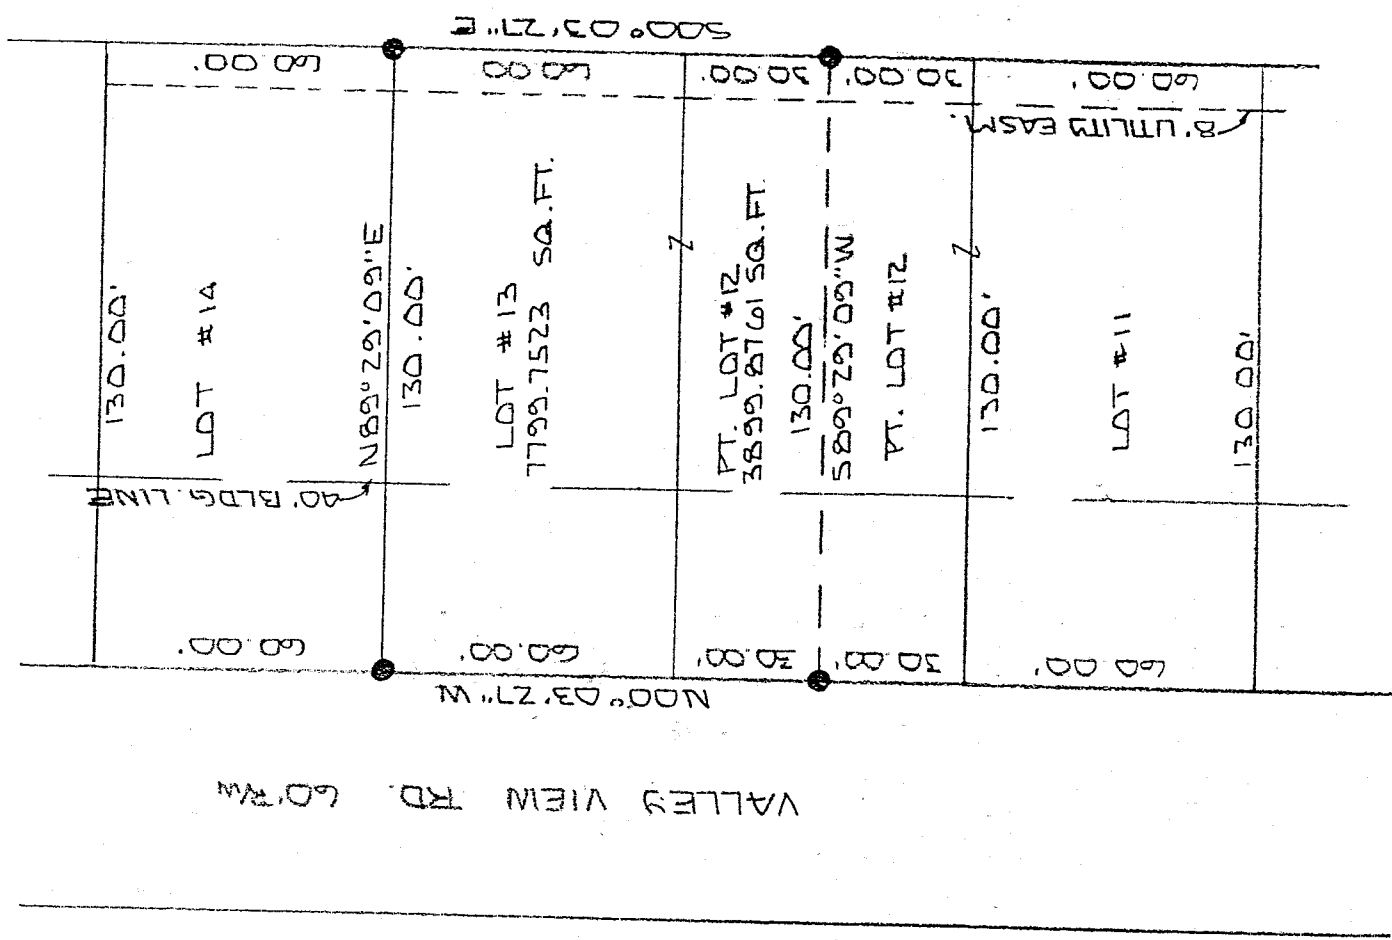 S00°03'27"E
60.00'
60.00
30.00'
30.00'
60.00'
8' UTILITY EASM.
130.00'
LOT #14
N89°29'09"E
130.00'
LOT #13
7799.7523 SQ.FT.
PT. LOT #12
3899.8761 SQ.FT.
130.00'
S89°29'09"W
PT. LOT #12
130.00'
LOT #11
130.00'
40' BLDG. LINE
60.00'
60.00'
30.00'
30.00'
60.00'
N00°03'27"W
VALLEY VIEW RD. 60' R/W